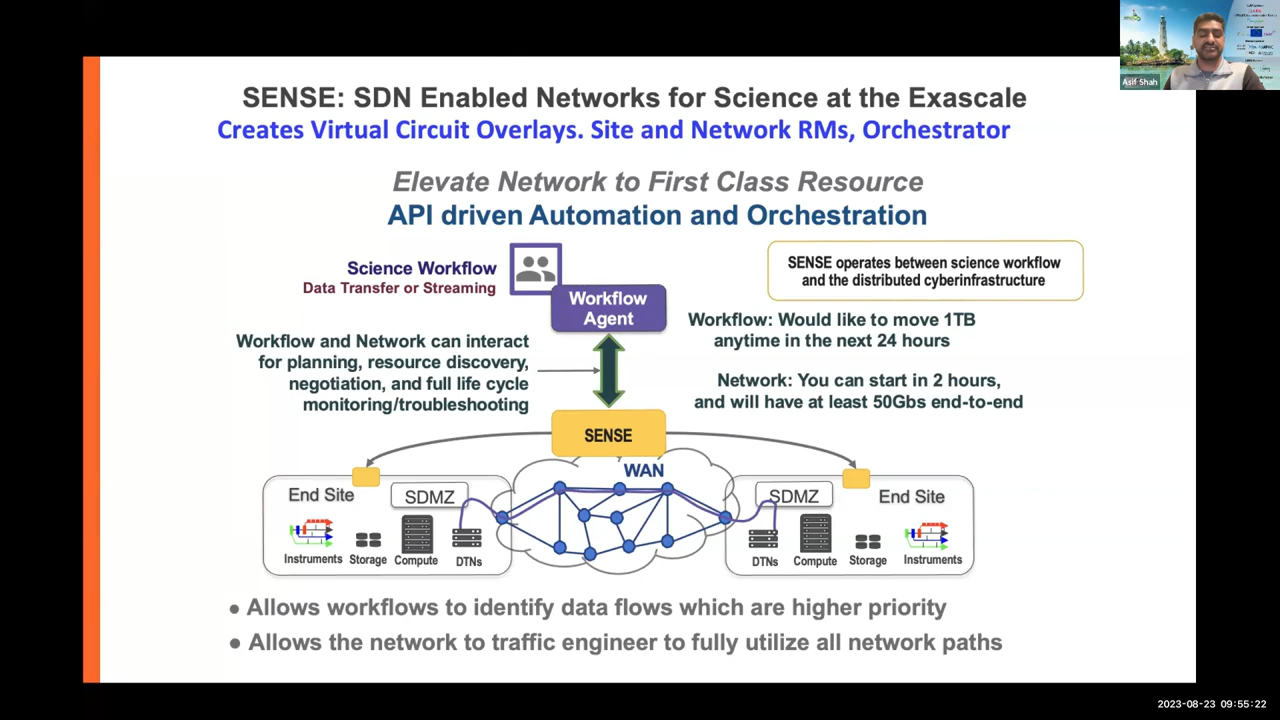 SENSE: SDN Enabled Networks for Science at the Exascale
Creates Virtual Circuit Overlays. Site and Network RMs, Orchestrator
Elevate Network to First Class Resource
API driven Automation and Orchestration
Science Workflow
Data Transfer or Streaming
Workflow
Agent
SENSE operates between science workflow
and the distributed cyberinfrastructure
Workflow and Network can interact
for planning, resource discovery,
negotiation, and full life cycle
monitoring/troubleshooting
Workflow: Would like to move 1TB
anytime in the next 24 hours
Network: You can start in 2 hours,
and will have at least 50Gbs end-to-end
SENSE
WAN
End Site
SDMZ
Instruments
Storage
Compute
DTNs
SDMZ
End Site
DTNs
Compute
Storage
Instruments
● Allows workflows to identify data flows which are higher priority
● Allows the network to traffic engineer to fully utilize all network paths
Asif Shah
2023-08-23 09:55:22